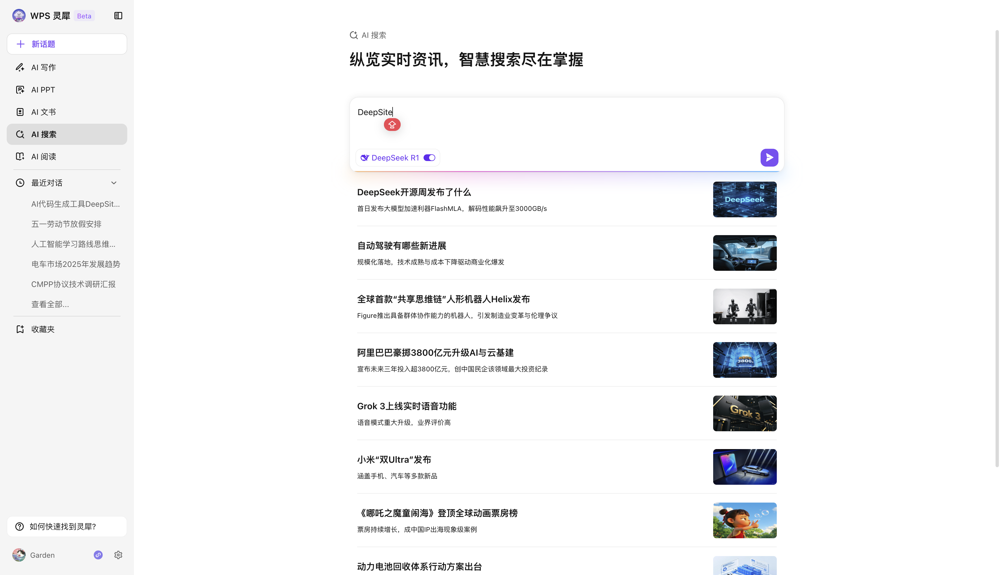 WPS 灵犀 Beta
新话题
AI 写作
AI PPT
AI 文书
AI 搜索
AI 阅读
最近对话
AI代码生成工具DeepSit...
五一劳动节放假安排
人工智能学习路线思维...
电车市场2025年发展趋势
CMPP协议技术调研汇报
查看全部...
收藏夹
如何快速找到灵犀?
Garden
AI 搜索
纵览实时资讯，智慧搜索尽在掌握
DeepSite
DeepSeek R1
DeepSeek开源周发布了什么
首日发布大模型加速利器FlashMLA，解码性能飙升至3000GB/s
DeepSeek
自动驾驶有哪些新进展
规模化落地，技术成熟与成本下降驱动商业化爆发
全球首款“共享思维链”人形机器人Helix发布
Figure推出具备群体协作能力的机器人，引发制造业变革与伦理争议
阿里巴巴豪掷3800亿元升级AI与云基建
宣布未来三年投入超3800亿元，创中国民企该领域最大投资纪录
3800
Grok 3上线实时语音功能
语音模式重大升级，业界评价高
Grok 3
小米“双Ultra”发布
涵盖手机、汽车等多款新品
《哪吒之魔童闹海》登顶全球动画票房榜
票房持续增长，成中国IP出海现象级案例
动力电池回收体系行动方案出台